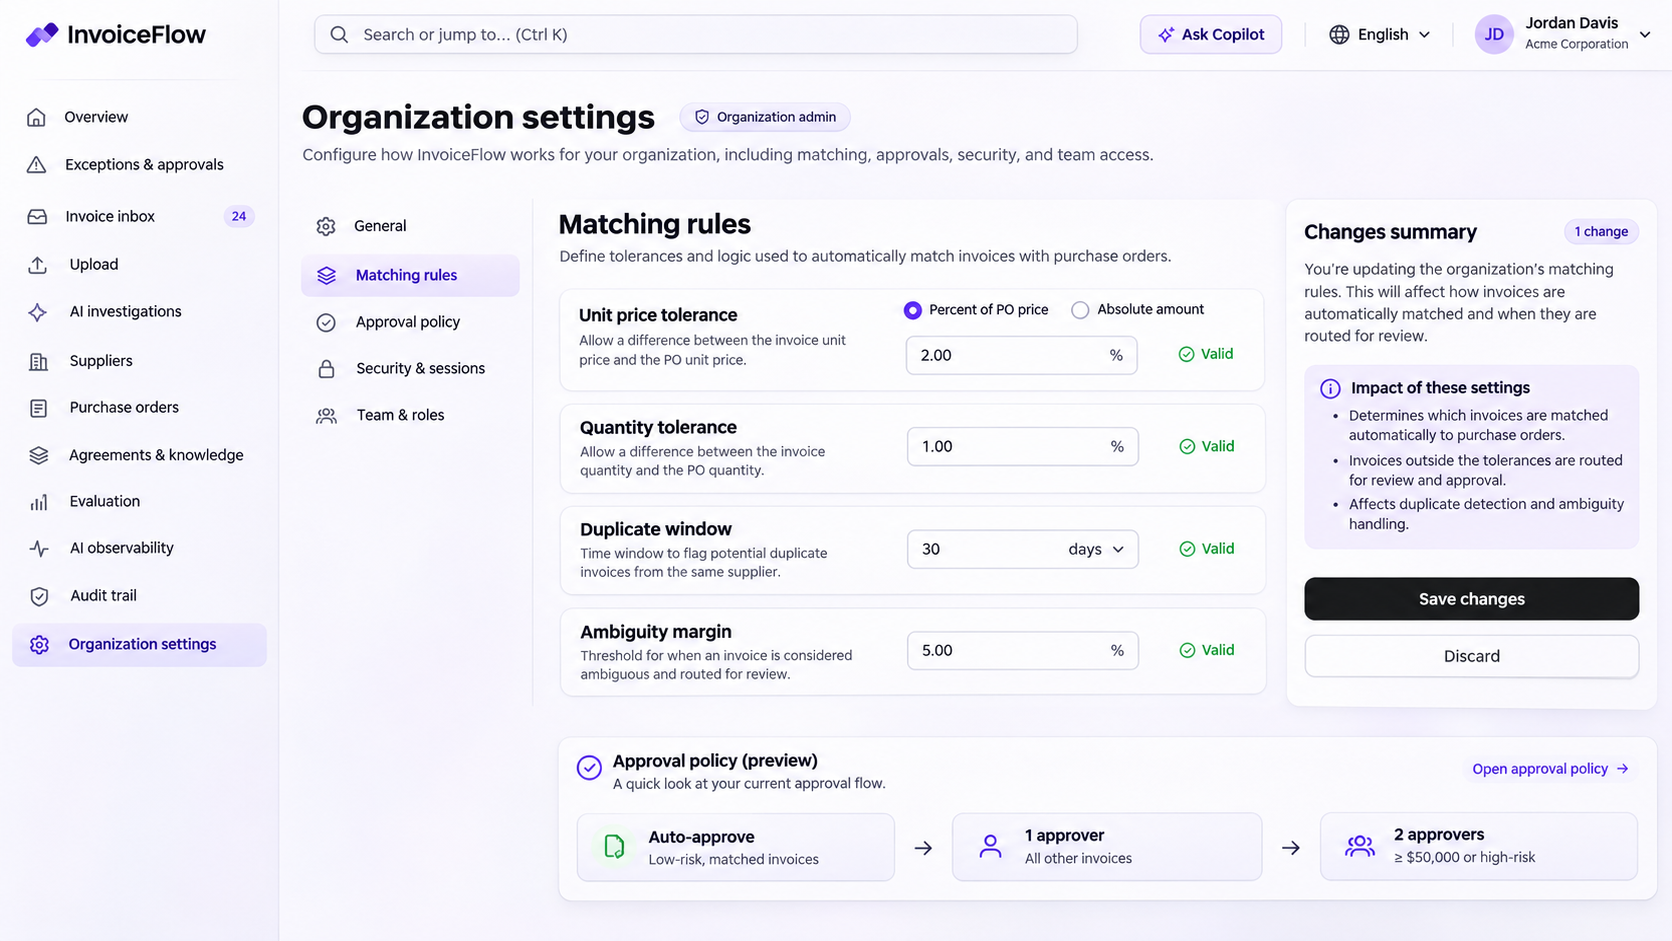 InvoiceFlow
Search or jump to... (Ctrl K)
Ask Copilot
English
JD
Jordan Davis
Acme Corporation
Overview
Exceptions & approvals
Invoice inbox
24
Upload
AI investigations
Suppliers
Purchase orders
Agreements & knowledge
Evaluation
AI observability
Audit trail
Organization settings
Organization settings
Organization admin
Configure how InvoiceFlow works for your organization, including matching, approvals, security, and team access.
General
Matching rules
Approval policy
Security & sessions
Team & roles
Matching rules
Define tolerances and logic used to automatically match invoices with purchase orders.
Unit price tolerance
Allow a difference between the invoice unit
price and the PO unit price.
Percent of PO price
Absolute amount
2.00 %
Valid
Quantity tolerance
Allow a difference between the invoice
quantity and the PO quantity.
1.00 %
Valid
Duplicate window
Time window to flag potential duplicate
invoices from the same supplier.
30 days
Valid
Ambiguity margin
Threshold for when an invoice is considered
ambiguous and routed for review.
5.00 %
Valid
Changes summary
1 change
You're updating the organization's matching
rules. This will affect how invoices are
automatically matched and when they are
routed for review.
Impact of these settings
• Determines which invoices are matched
automatically to purchase orders.
• Invoices outside the tolerances are routed
for review and approval.
• Affects duplicate detection and ambiguity
handling.
Save changes
Discard
Approval policy (preview)
A quick look at your current approval flow.
Open approval policy →
Auto-approve
Low-risk, matched invoices
→
1 approver
All other invoices
→
2 approvers
≥ $50,000 or high-risk